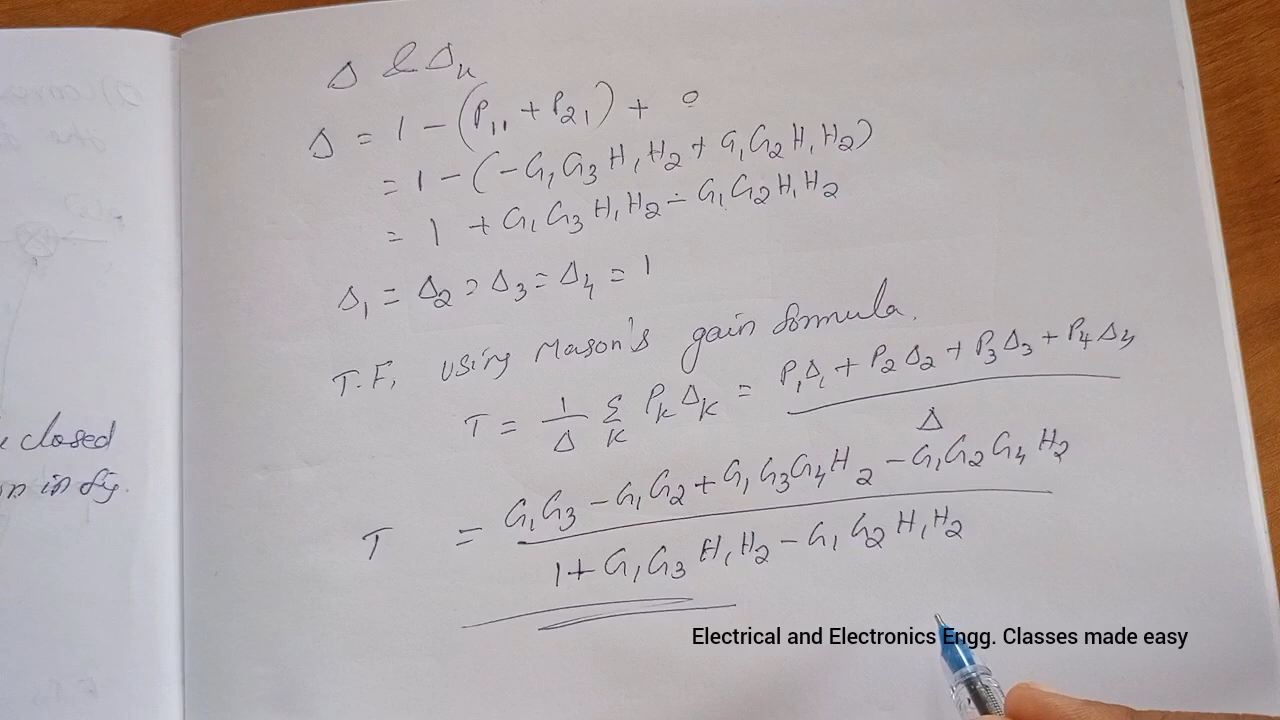 Δ & Δk
Δ = 1 - (P11 + P21) + 0
= 1 - (-G1G3H1H2 + G1G2H1H2)
= 1 + G1G3H1H2 - G1G2H1H2
Δ1 = Δ2 = Δ3 = Δ4 = 1
T.F. using Mason's gain formula.
T = 1/Δ Σk Pk Δk = (P1Δ1 + P2Δ2 + P3Δ3 + P4Δ4)/Δ
T = (G1G3 - G1G2 + G1G3G4H2 - G1G2G4H2)/(1 + G1G3H1H2 - G1G2H1H2)
closed
in fig.
Electrical and Electronics Engg. Classes made easy